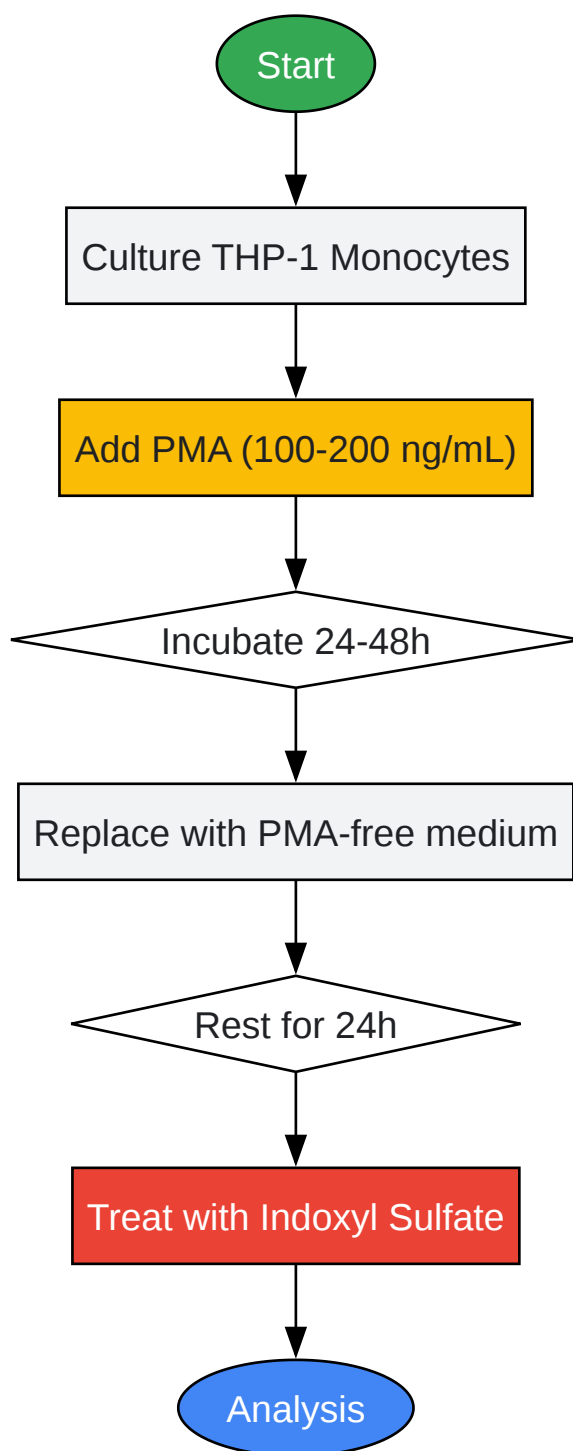 Start
Culture THP-1 Monocytes
Add PMA (100-200 ng/mL)
Incubate 24-48h
Replace with PMA-free medium
Rest for 24h
Treat with Indoxyl Sulfate
Analysis